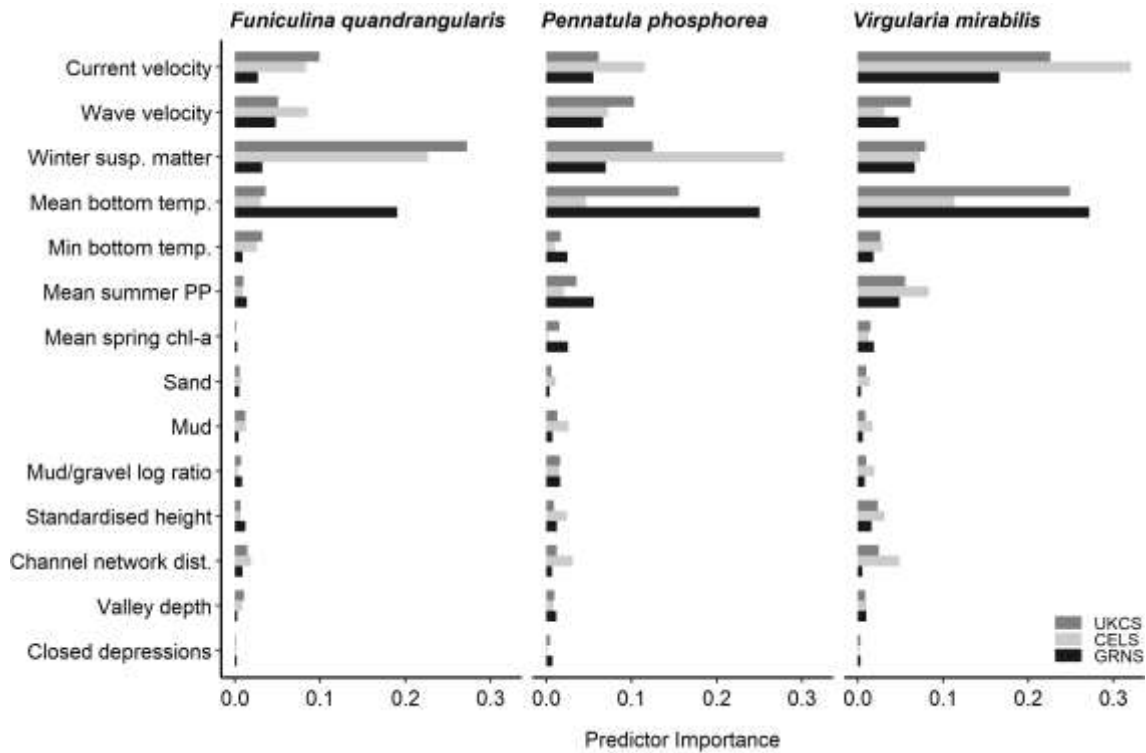 Funiculina quandrangularis
Pennatula phosphorea
Virgularia mirabilis
Current velocity
Wave velocity
Winter susp. matter
Mean bottom temp.
Min bottom temp.
Mean summer PP
Mean spring chl-a
Sand
Mud
Mud/gravel log ratio
Standardised height
Channel network dist.
Valley depth
Closed depressions
UKCS
CELS
GRNS
0.0 0.1 0.2 0.3 0.0 0.1 0.2 0.3 0.0 0.1 0.2 0.3
Predictor Importance